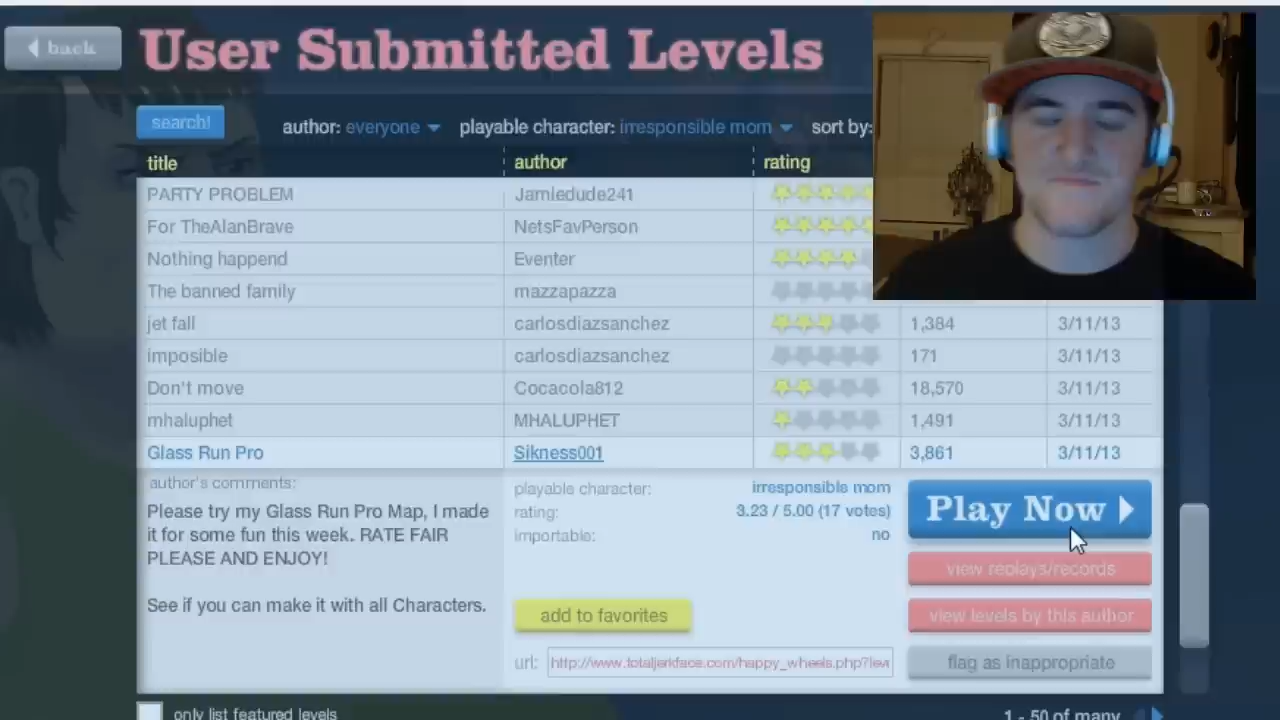 back
User Submitted Levels
search!
author: everyone
playable character: irresponsible mom
sort by:
title
author
rating
PARTY PROBLEM
Jamiedude241
For TheAlanBrave
NetsFavPerson
Nothing happend
Eventer
The banned family
mazzapazza
jet fall
carlosdiazsanchez
1,384
3/11/13
imposible
carlosdiazsanchez
171
3/11/13
Don't move
Cocacola812
18,570
3/11/13
mhaluphet
MHALUPHET
1,491
3/11/13
Glass Run Pro
Sikness001
3,861
3/11/13
author's comments:
Please try my Glass Run Pro Map, I made
it for some fun this week. RATE FAIR
PLEASE AND ENJOY!
See if you can make it with all Characters.
playable character:
irresponsible mom
rating:
3.23 / 5.00 (17 votes)
importable:
no
add to favorites
url: http://www.totaljerkface.com/happy_wheels.php?leve
Play Now
view replays/records
view levels by this author
flag as inappropriate
only list featured levels
1 - 50 of many